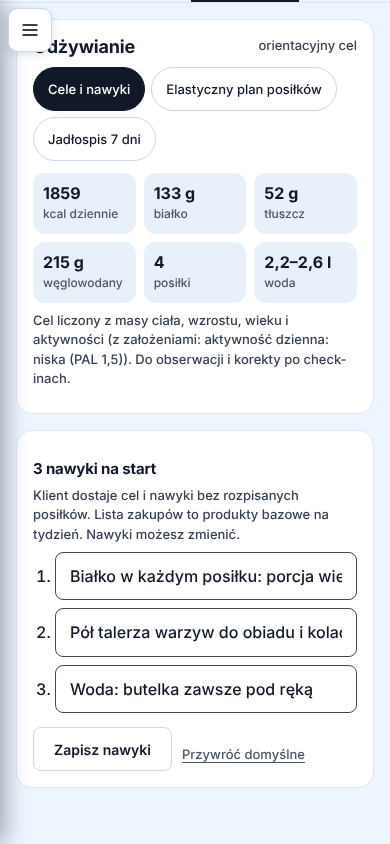 Odżywianie
orientacyjny cel
Cele i nawyki
Elastyczny plan posiłków
Jadłospis 7 dni
1859
kcal dziennie
133 g
białko
52 g
tłuszcz
215 g
węglowodany
4
posiłki
2,2–2,6 l
woda
Cel liczony z masy ciała, wzrostu, wieku i
aktywności (z założeniami: aktywność dzienna:
niska (PAL 1,5)). Do obserwacji i korekty po check-
inach.
3 nawyki na start
Klient dostaje cel i nawyki bez rozpisanych
posiłków. Lista zakupów to produkty bazowe na
tydzień. Nawyki możesz zmienić.
1. Białko w każdym posiłku: porcja
2. Pół talerza warzyw do obiadu i
3. Woda: butelka zawsze pod ręką
Zapisz nawyki
Przywróć domyślne